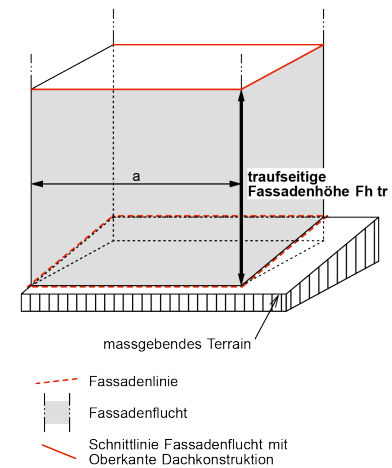 a
traufseitige
Fassadenhöhe Fh tr
massgebendes Terrain
Fassadenlinie
Fassadenflucht
Schnittlinie Fassadenflucht mit
Oberkante Dachkonstruktion